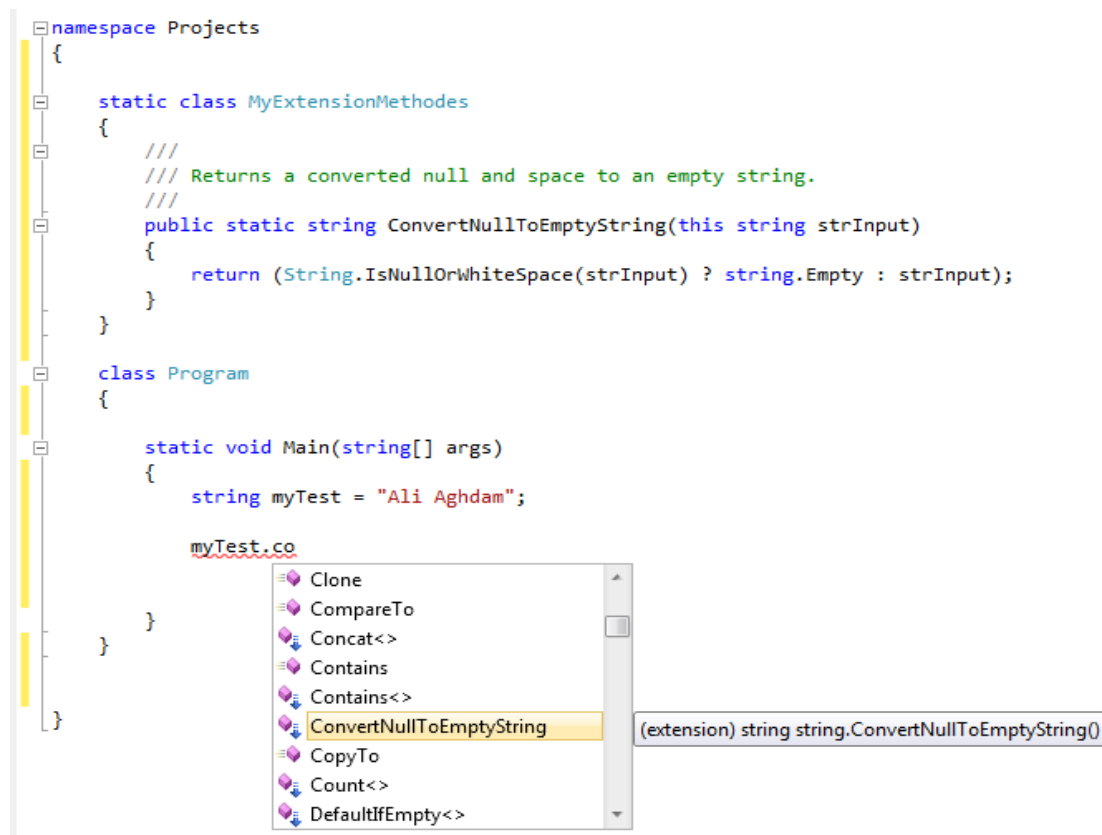 namespace Projects
{
static class MyExtensionMethodes
{
///
/// Returns a converted null and space to an empty string.
///
public static string ConvertNullToEmptyString(this string strInput)
{
return (String.IsNullOrWhiteSpace(strInput) ? string.Empty : strInput);
}
}
class Program
{
static void Main(string[] args)
{
string myTest = "Ali Aghdam";
myTest.co
Clone
CompareTo
}
Concat<>
}
Contains
Contains<>
}
ConvertNullToEmptyString (extension) string string.ConvertNullToEmptyString()
CopyTo
Count<>
DefaultIfEmpty<>